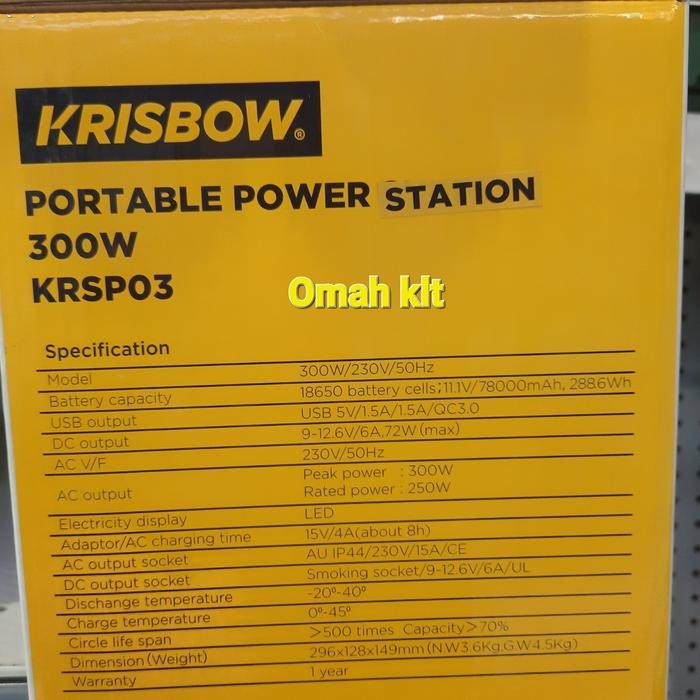 KRISBOW®
PORTABLE POWER STATION
300W
KRSP03
Omah kIt
Specification
Model 300W/230V/50Hz
Battery capacity 18650 battery cells;11.1V/78000mAh, 288.6Wh
USB output USB 5V/1.5A/1.5A/QC3.0
DC output 9-12.6V/6A,72W (max)
AC V/F 230V/50Hz
AC output Peak power : 300W
Rated power : 250W
Electricity display LED
Adaptor/AC charging time 15V/4A(about 8h)
AC output socket AU IP44/230V/15A/CE
DC output socket Smoking socket/9-12.6V/6A/UL
Discharge temperature -20º-40º
Charge temperature 0º-45º
Circle life span >500 times Capacity>70%
Dimension (Weight) 296x128x149mm (N.W3.6Kg,G.W4.5Kg)
Warranty 1 year